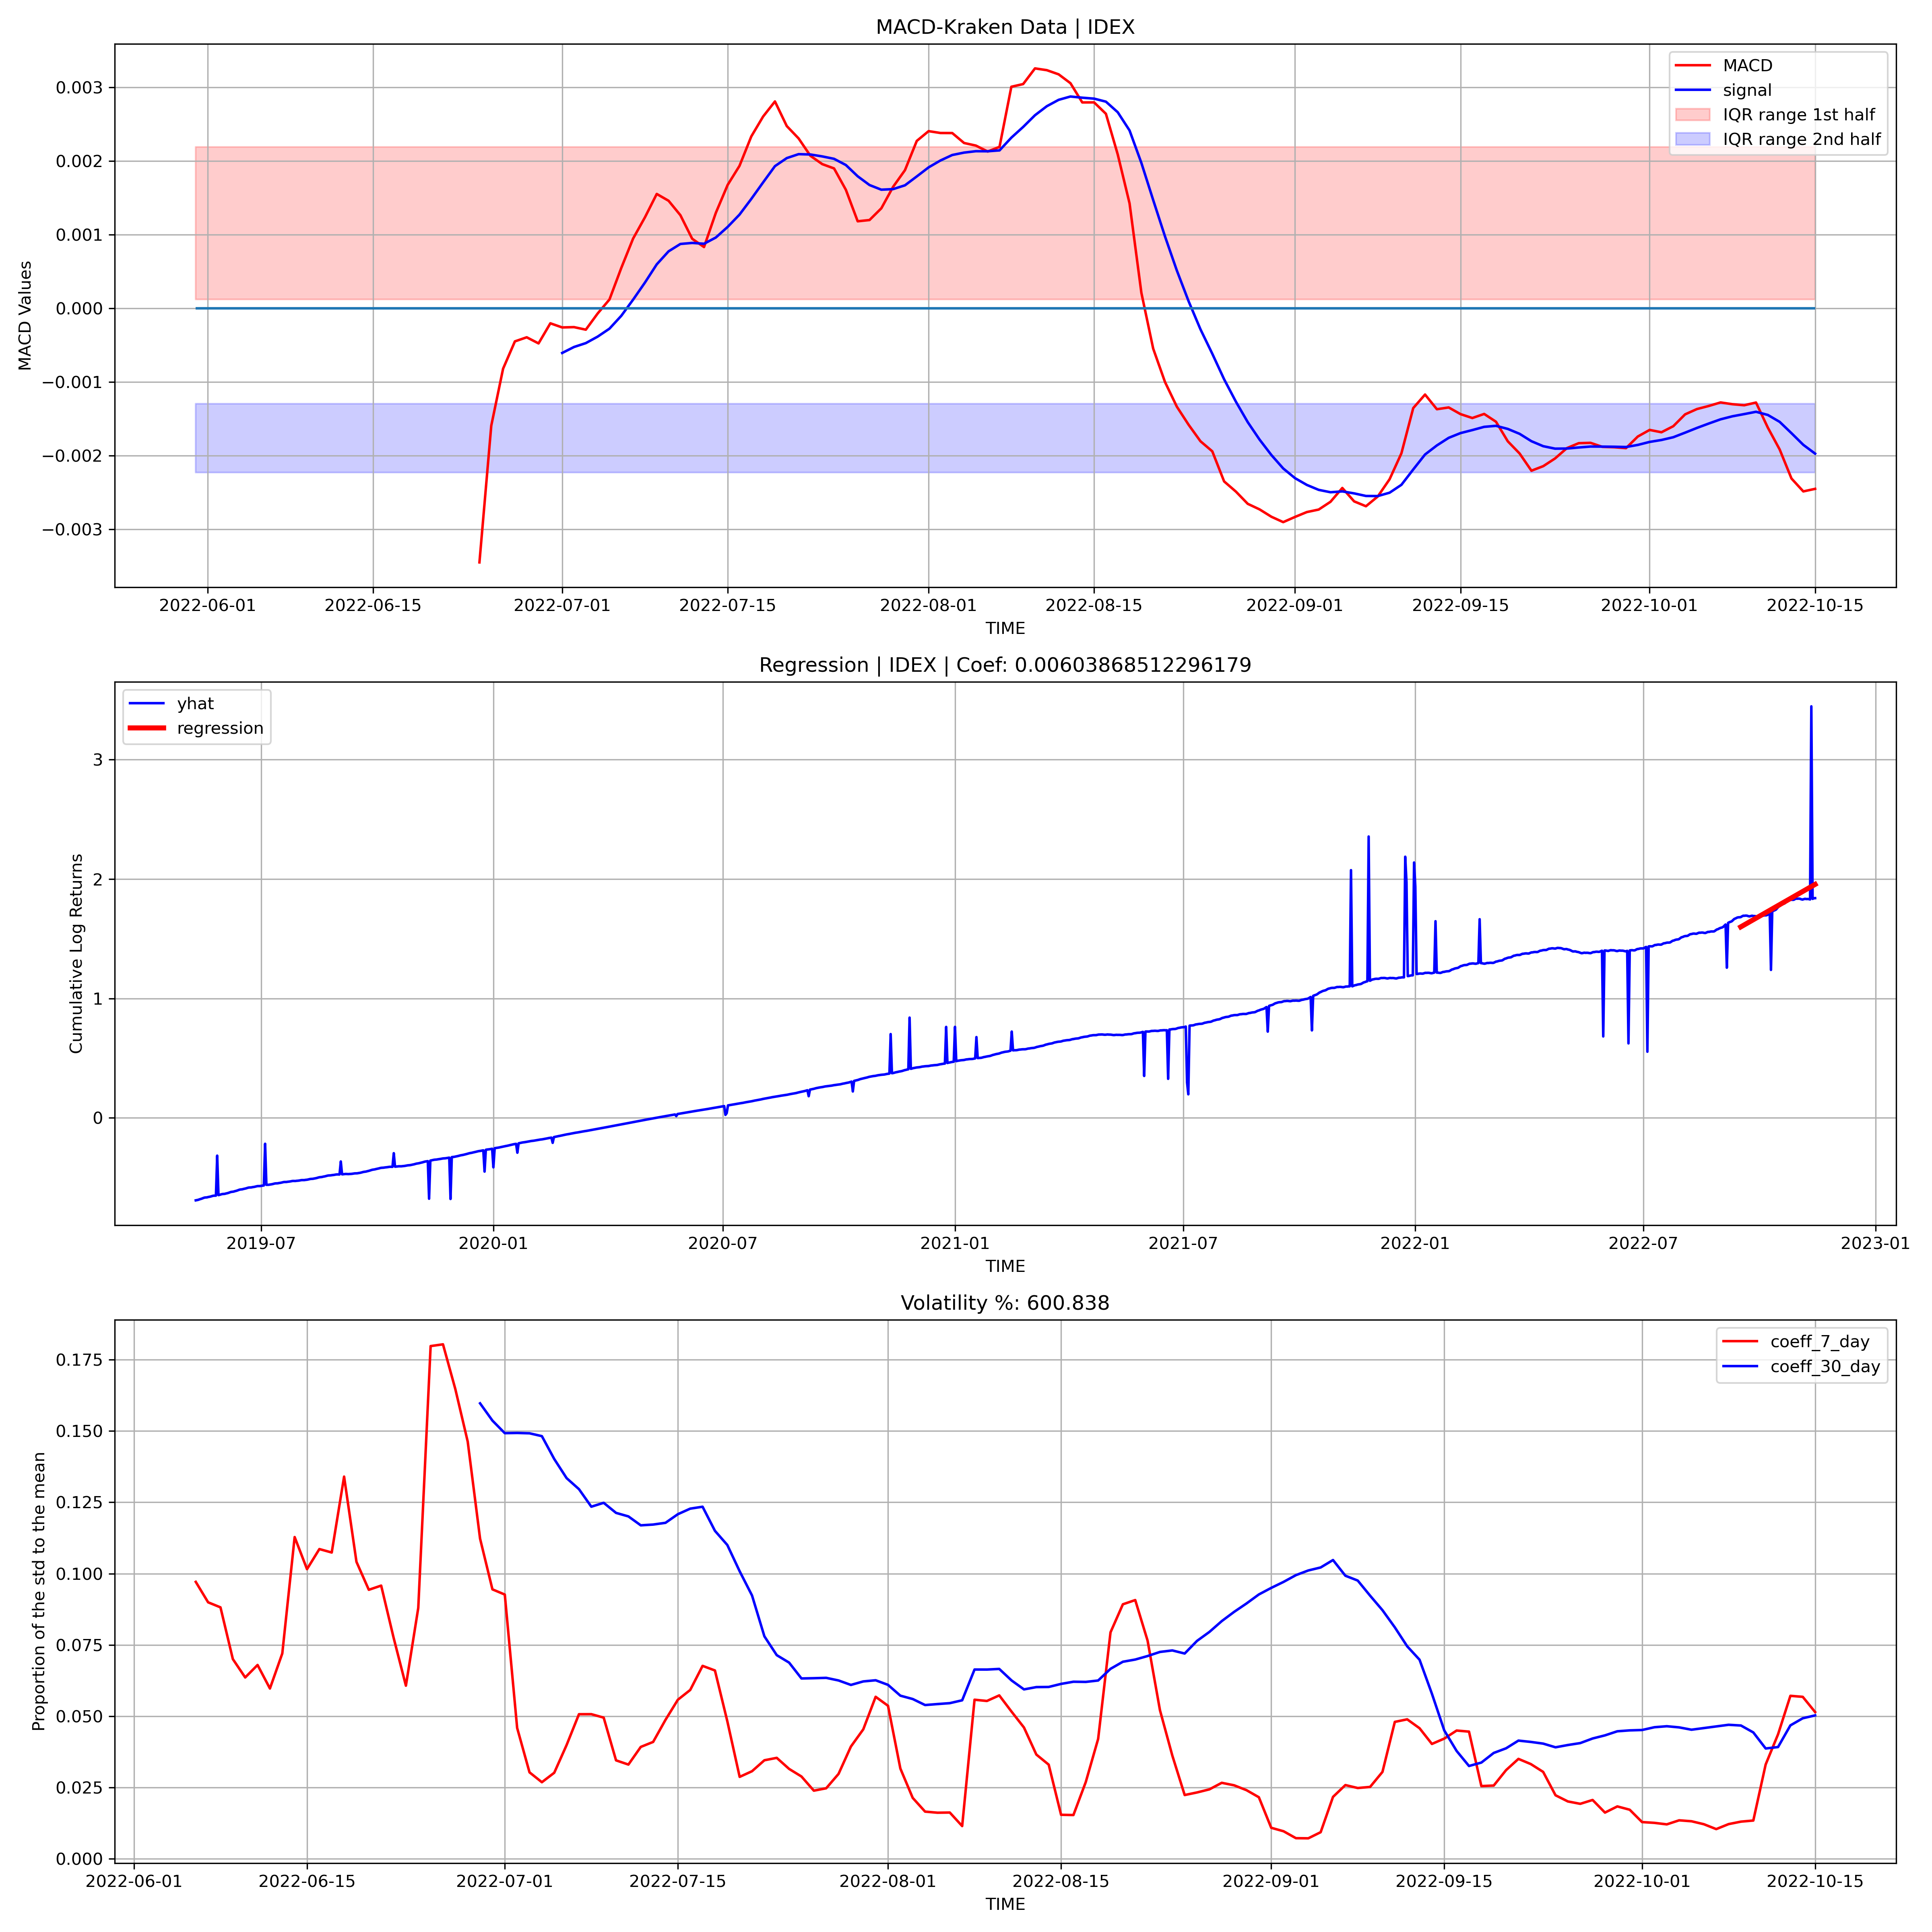 MACD-Kraken Data | IDEX
MACD
signal
IQR range 1st half
IQR range 2nd half
MACD Values
0.003
0.002
0.001
0.000
−0.001
−0.002
−0.003
2022-06-01 2022-06-15 2022-07-01 2022-07-15 2022-08-01 2022-08-15 2022-09-01 2022-09-15 2022-10-01 2022-10-15
TIME
Regression | IDEX | Coef: 0.00603868512296179
yhat
regression
Cumulative Log Returns
3
2
1
0
2019-07 2020-01 2020-07 2021-01 2021-07 2022-01 2022-07 2023-01
TIME
Volatility %: 600.838
coeff_7_day
coeff_30_day
Proportion of the std to the mean
0.175
0.150
0.125
0.100
0.075
0.050
0.025
0.000
2022-06-01 2022-06-15 2022-07-01 2022-07-15 2022-08-01 2022-08-15 2022-09-01 2022-09-15 2022-10-01 2022-10-15
TIME